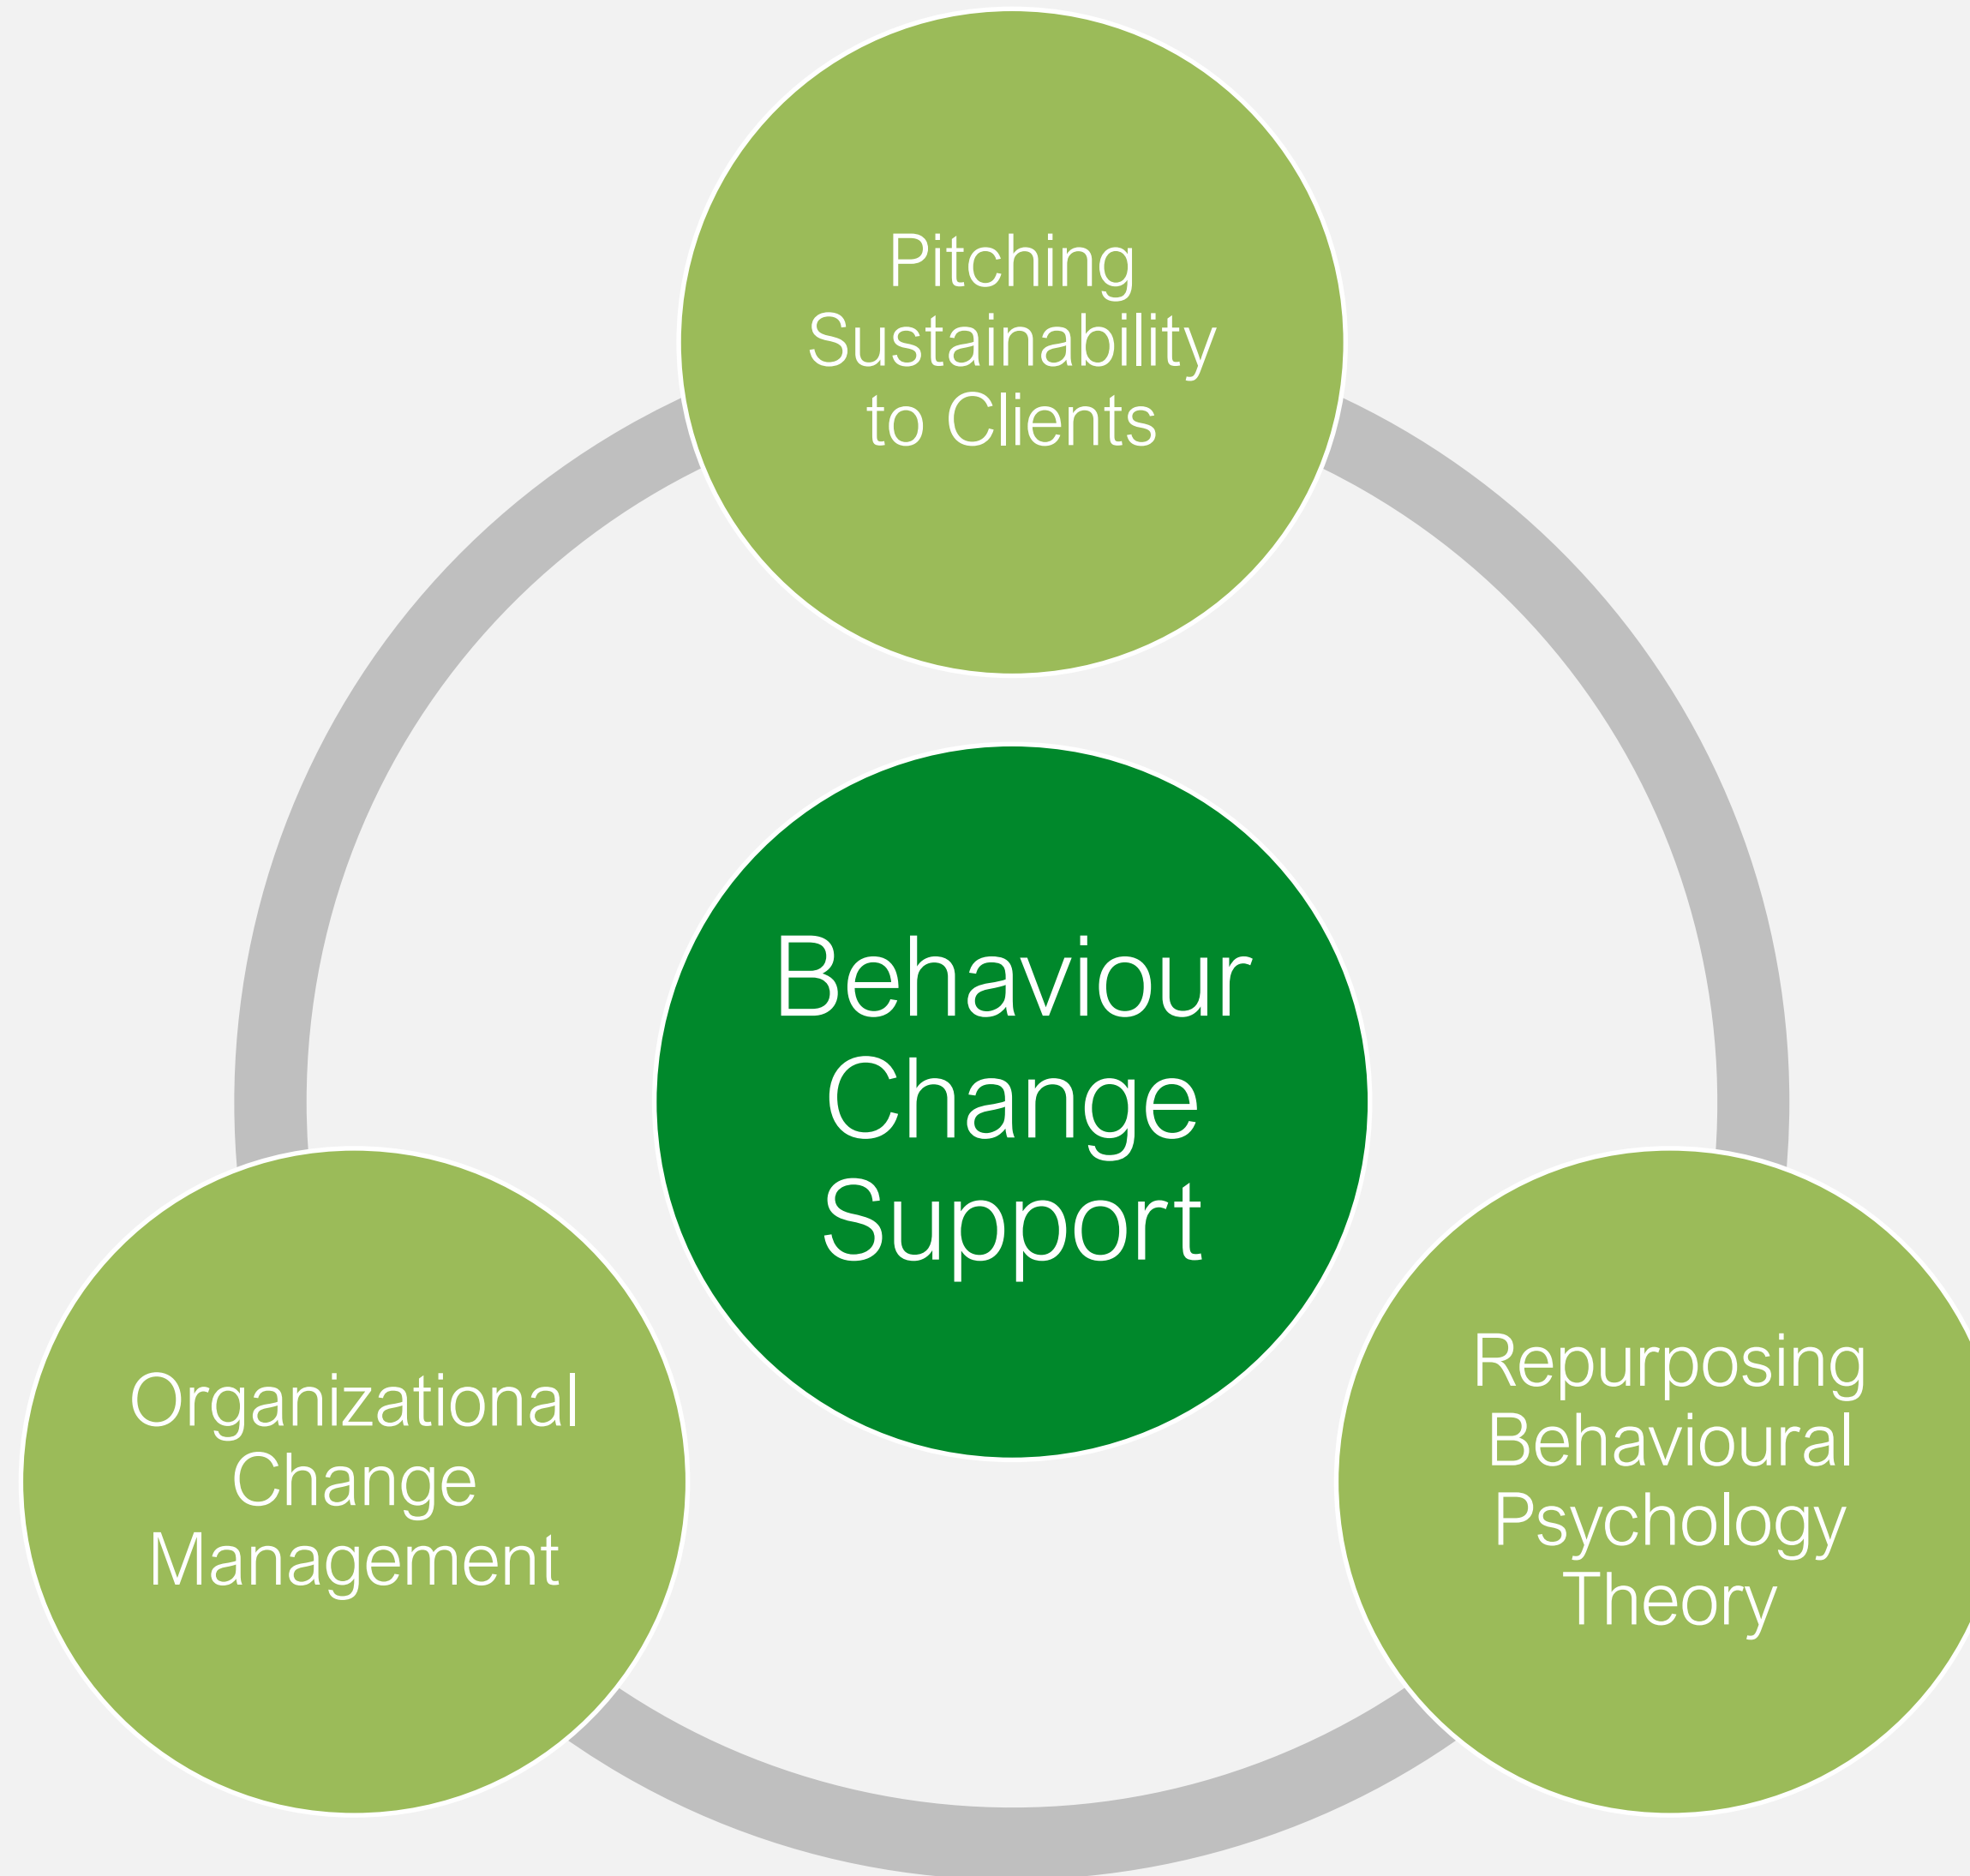 Pitching
Sustainability
to Clients
Behaviour
Change
Support
Organizational
Change
Management
Repurposing
Behavioural
Psychology
Theory